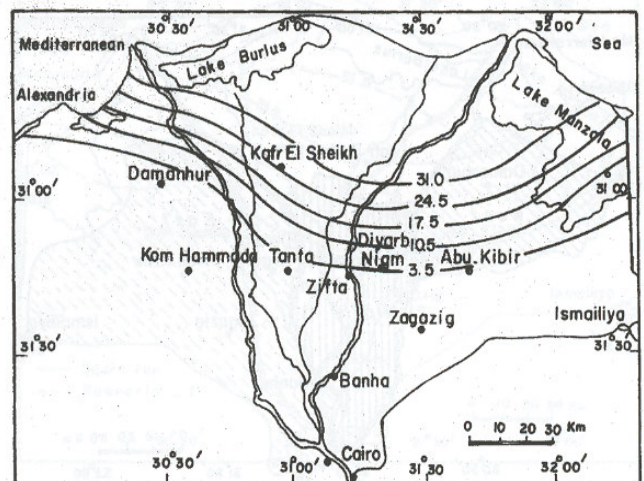 30°30′ 31°00′ 31°30′ 32°00′
Mediterranean Sea
Lake Burlus
Lake Manzala
Alexandria
Kafr El Sheikh
31.0
Damanhur
24.5
31°00′ 31°00
17.5
Diyarb 10.5
Kom Hammada Tanta Niam Abu Kibir
3.5
Zifta
Zagazig Ismailiya
31°30′ 31°30
Banha
0 10 20 30 Km
Cairo
30°30′ 31°00′ 31°30′ 32°00′